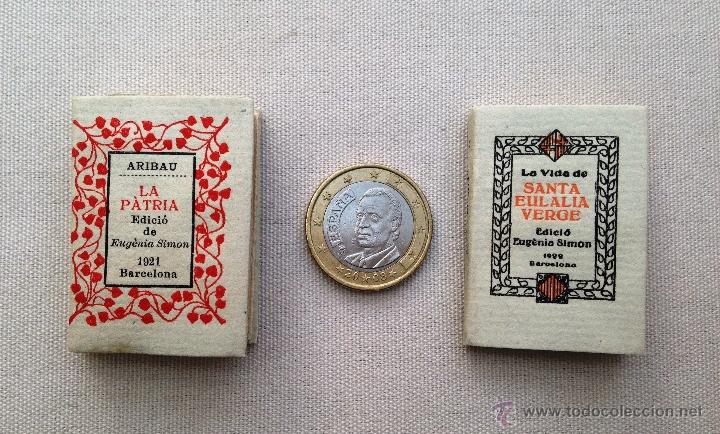 ARIBAU
LA
PÀTRIA
Edició
de
Eugènia Simon
1921
Barcelona
ESPAÑA
La Vida de
SANTA
EULALIA
VERGE
Edició
Eugènia Simon
1922
Barcelona
© www.todocoleccion.net